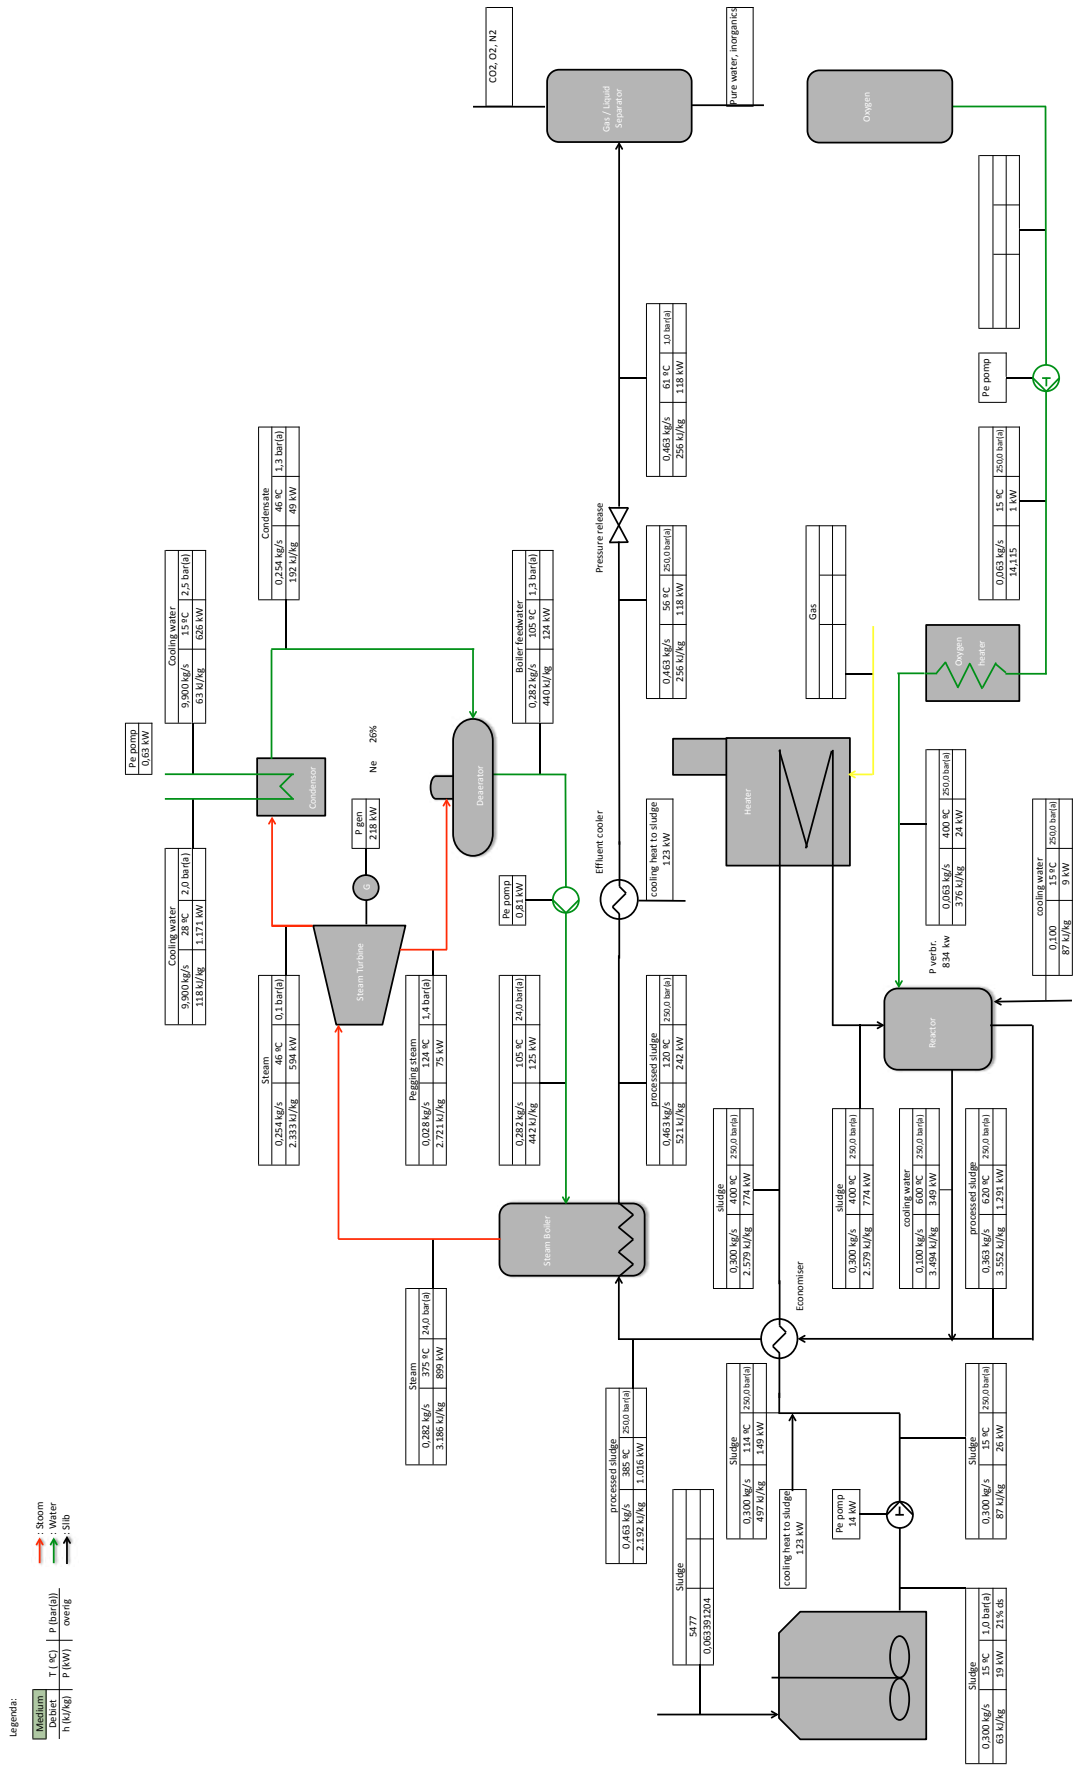 Legenda:
Medium
Debiet T (ºC) P (bar(a))
h (kJ/kg) P (kW) overig
: Stoom
: Water
: Slib
Sludge
5477
0,063391204
Sludge
0,300 kg/s 15 ºC 1,0 bar(a)
63 kJ/kg 19 kW 21% ds
Pe pomp
14 kW
Sludge
0,300 kg/s 15 ºC 250,0 bar(a)
87 kJ/kg 26 kW
cooling heat to sludge
123 kW
Sludge
0,300 kg/s 114 ºC 250,0 bar(a)
497 kJ/kg 149 kW
Economiser
processed sludge
0,463 kg/s 385 ºC 250,0 bar(a)
2.192 kJ/kg 1.016 kW
Steam
0,282 kg/s 375 ºC 24,0 bar(a)
3.186 kJ/kg 899 kW
Steam Boiler
sludge
0,300 kg/s 400 ºC 250,0 bar(a)
2.579 kJ/kg 774 kW
sludge
0,300 kg/s 400 ºC 250,0 bar(a)
2.579 kJ/kg 774 kW
cooling water
0,100 kg/s 600 ºC 250,0 bar(a)
3.494 kJ/kg 349 kW
processed sludge
0,363 kg/s 620 ºC 250,0 bar(a)
3.552 kJ/kg 1.291 kW
Steam
0,254 kg/s 46 ºC 0,1 bar(a)
2.333 kJ/kg 594 kW
Pegging steam
0,028 kg/s 124 ºC 1,4 bar(a)
2.721 kJ/kg 75 kW
0,282 kg/s 105 ºC 24,0 bar(a)
442 kJ/kg 125 kW
processed sludge
0,463 kg/s 120 ºC 250,0 bar(a)
521 kJ/kg 242 kW
Steam Turbine
G
P gen
218 kW
Ne 26%
Cooling water
9,900 kg/s 28 ºC 2,0 bar(a)
118 kJ/kg 1.171 kW
Pe pomp
0,63 kW
Cooling water
9,900 kg/s 15 ºC 2,5 bar(a)
63 kJ/kg 626 kW
Condensor
Condensate
0,254 kg/s 46 ºC 1,3 bar(a)
192 kJ/kg 49 kW
Deaerator
Pe pomp
0,81 kW
Boiler feedwater
0,282 kg/s 105 ºC 1,3 bar(a)
440 kJ/kg 124 kW
Effluent cooler
cooling heat to sludge
123 kW
Heater
Gas
Reactor
P verbr.
834 kw
cooling water
0,100 15 ºC 250,0 bar(a)
87 kJ/kg 9 kW
0,063 kg/s 400 ºC 250,0 bar(a)
376 kJ/kg 24 kW
Oxygen
heater
0,063 kg/s 15 ºC 250,0 bar(a)
14,115 1 kW
Pe pomp
Oxygen
0,463 kg/s 56 ºC 250,0 bar(a)
256 kJ/kg 118 kW
Pressure release
0,463 kg/s 61 ºC 1,0 bar(a)
256 kJ/kg 118 kW
Gas / Liquid
Separator
CO2, O2, N2
Pure water, inorganics